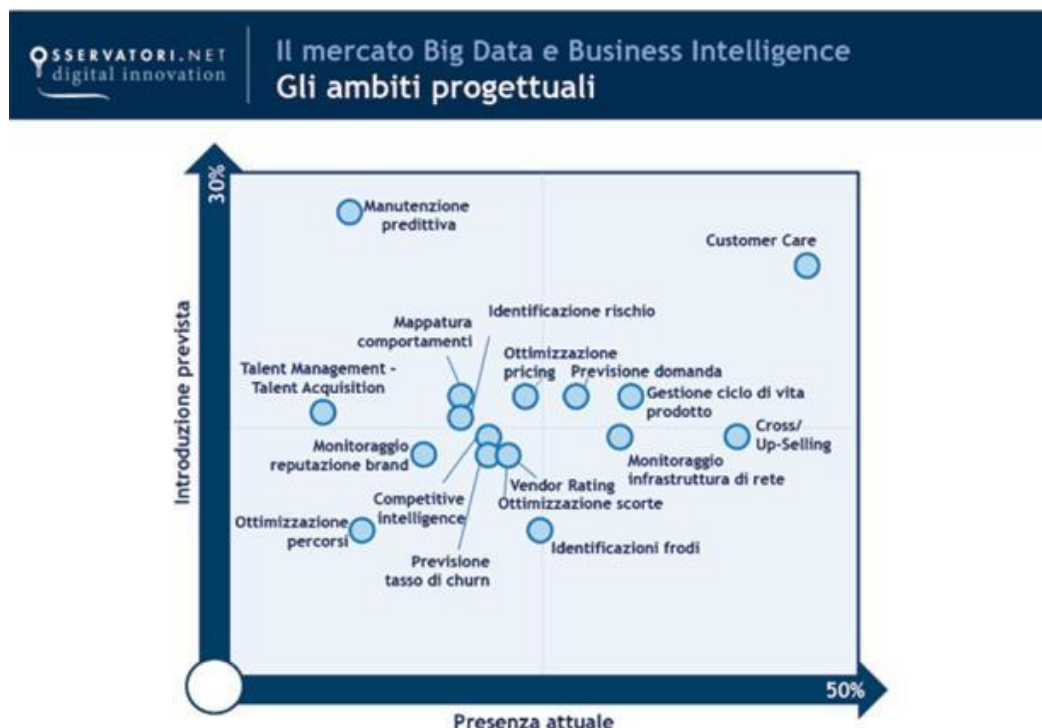 OSSERVATORI.NET
digital innovation
Il mercato Big Data e Business Intelligence
Gli ambiti progettuali
30%
Introduzione prevista
Manutenzione
predittiva
Customer Care
Identificazione rischio
Mappatura
comportamenti
Ottimizzazione
pricing
Previsione domanda
Talent Management -
Talent Acquisition
Gestione ciclo di vita
prodotto
Cross/
Up-Selling
Monitoraggio
reputazione brand
Monitoraggio
infrastruttura di rete
Vendor Rating
Competitive
intelligence
Ottimizzazione scorte
Ottimizzazione
percorsi
Identificazioni frodi
Previsione
tasso di churn
50%
Presenza attuale